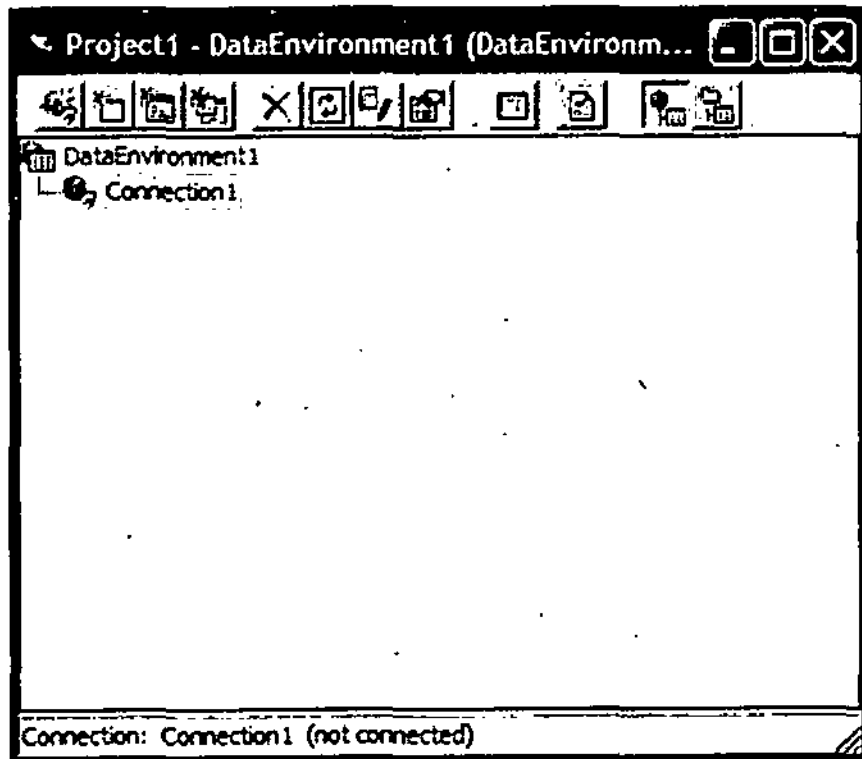 Project1 - DataEnvironment1 (DataEnvironm...
DataEnvironment1
Connection1
Connection: Connection1 (not connected)